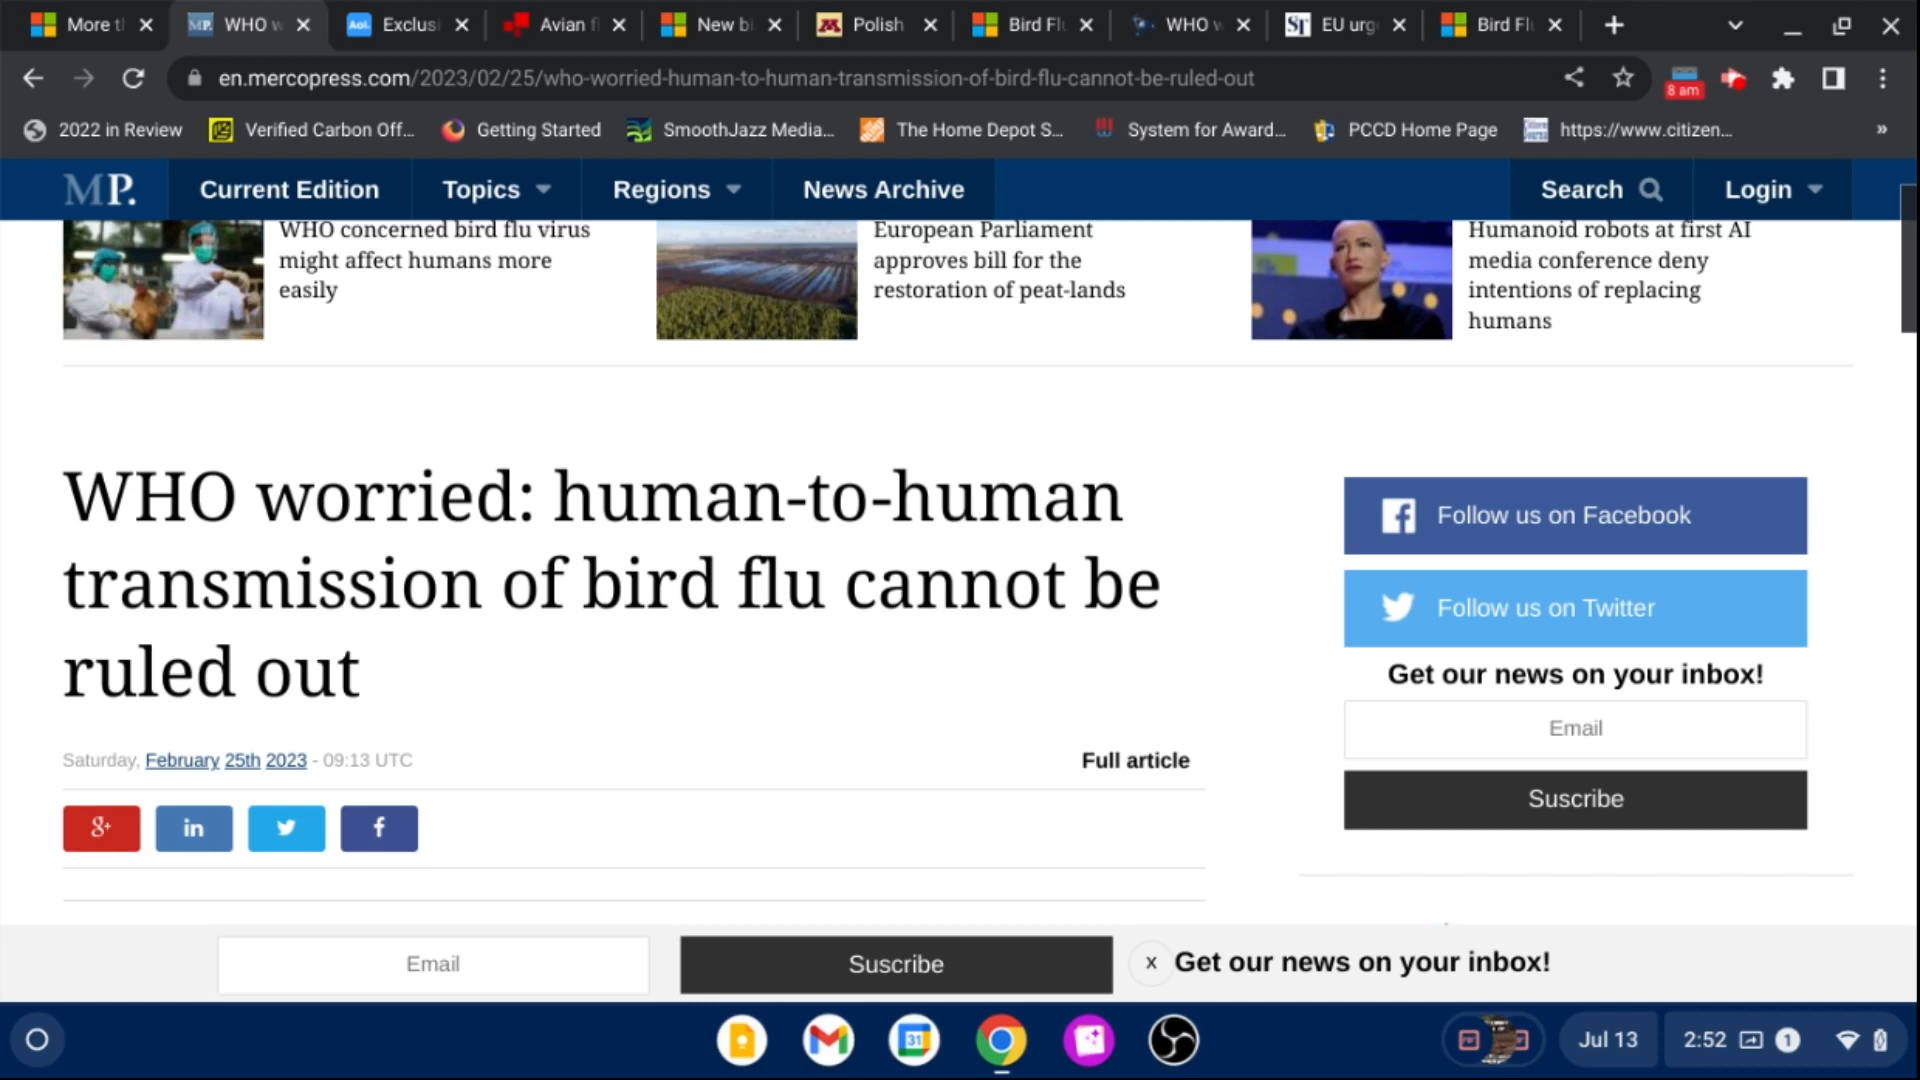 More t
MP. WHO w
Aol. Exclusi
Avian f
New bi
Polish
Bird Flu
WHO w
ST EU urg
Bird Flu
en.mercopress.com/2023/02/25/who-worried-human-to-human-transmission-of-bird-flu-cannot-be-ruled-out
8 am
2022 in Review
Verified Carbon Off...
Getting Started
SmoothJazz Media...
The Home Depot S...
System for Award...
PCCD Home Page
https://www.citizen...
»
MP.
Current Edition
Topics
Regions
News Archive
Search
Login
WHO concerned bird flu virus
might affect humans more
easily
European Parliament
approves bill for the
restoration of peat-lands
Humanoid robots at first AI
media conference deny
intentions of replacing
humans
WHO worried: human-to-human
transmission of bird flu cannot be
ruled out
Saturday, February 25th 2023 - 09:13 UTC
Full article
g+
in
f
Follow us on Facebook
Follow us on Twitter
Get our news on your inbox!
Email
Suscribe
Email
Suscribe
x
Get our news on your inbox!
31
Jul 13
2:52
1